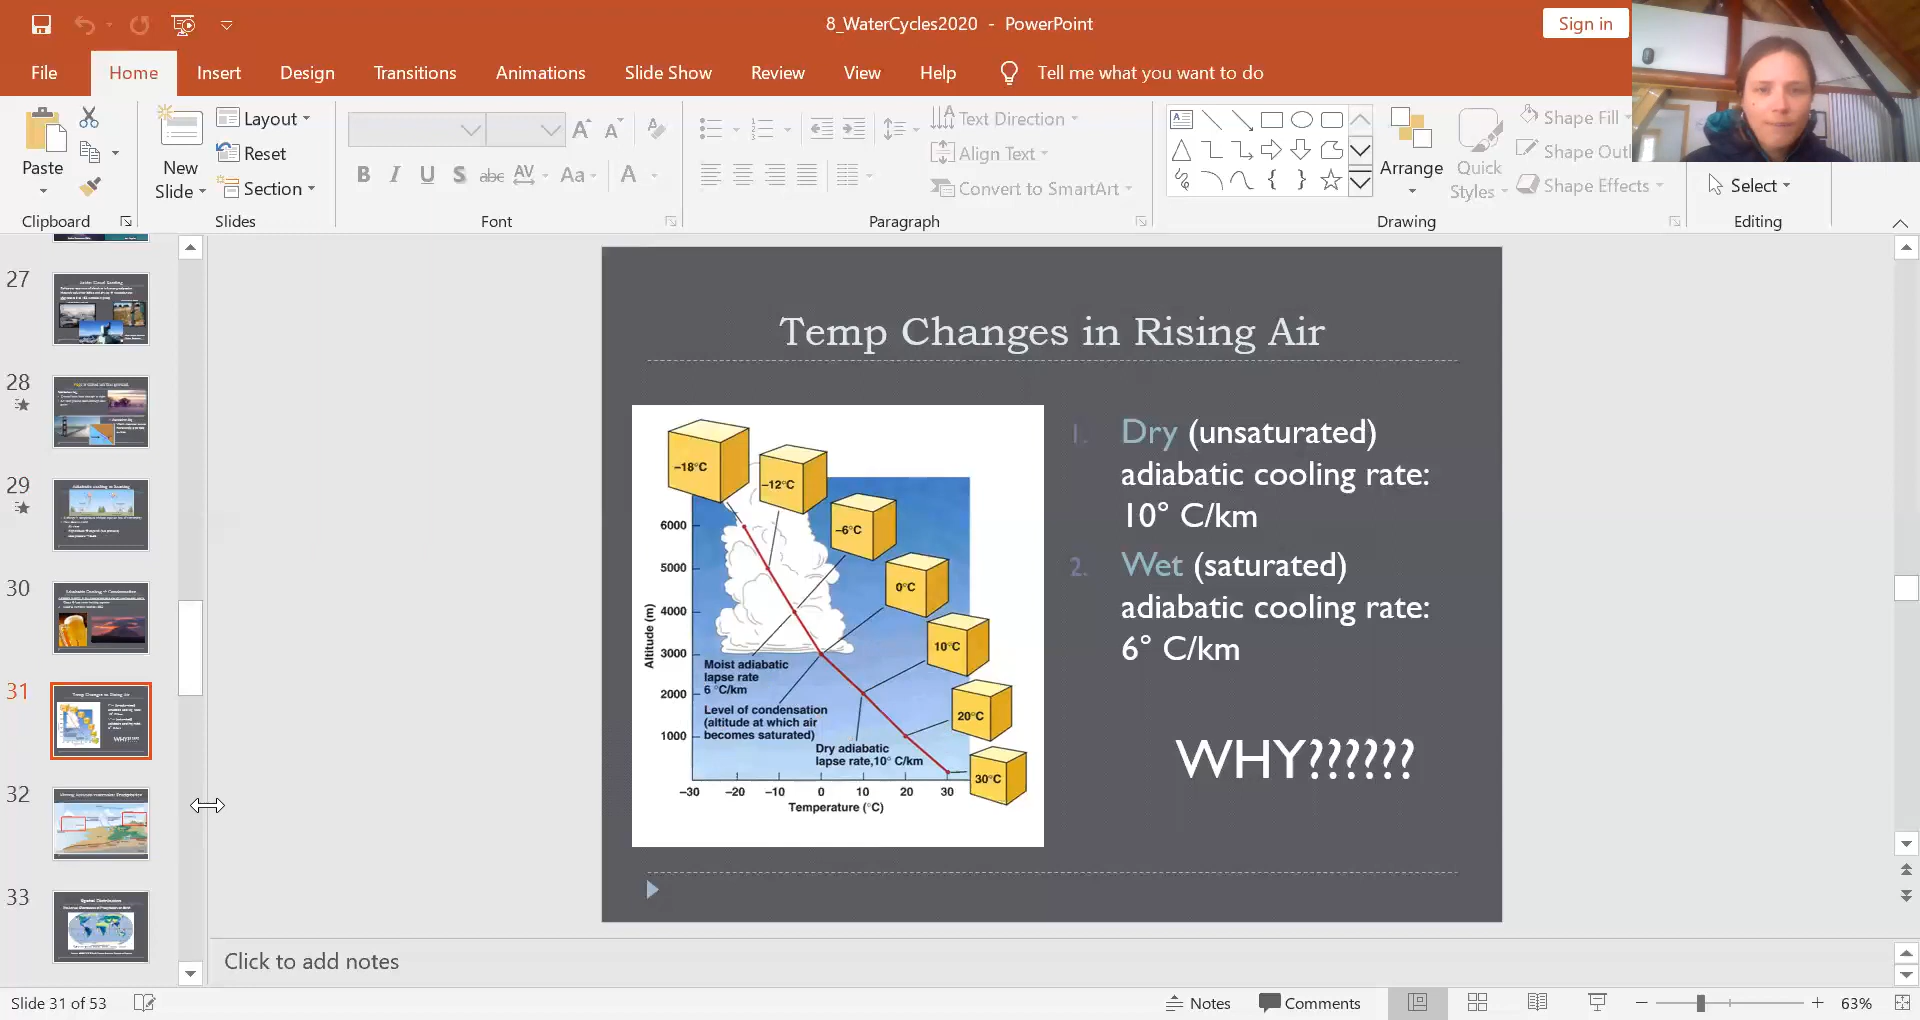 8_WaterCycles2020 - PowerPoint
Sign in
File Home Insert Design Transitions Animations Slide Show Review View Help Tell me what you want to do
Paste
Clipboard
New Slide
Layout
Reset
Section
Slides
B I U S abc AV Aa A
Font
Text Direction
Align Text
Convert to SmartArt
Paragraph
Arrange
Quick Styles
Shape Fill
Shape Outl
Shape Effects
Drawing
Select
Editing
27
28
29
30
31
32
33
Temp Changes in Rising Air
–18°C
–12°C
–6°C
0°C
10°C
20°C
30°C
Altitude (m)
6000
5000
4000
3000
2000
1000
Moist adiabatic
lapse rate
6 °C/km
Level of condensation
(altitude at which air
becomes saturated)
Dry adiabatic
lapse rate,10° C/km
–30 –20 –10 0 10 20 30
Temperature (°C)
1. Dry (unsaturated)
adiabatic cooling rate:
10° C/km
2. Wet (saturated)
adiabatic cooling rate:
6° C/km
WHY??????
Click to add notes
Slide 31 of 53
Notes
Comments
63%